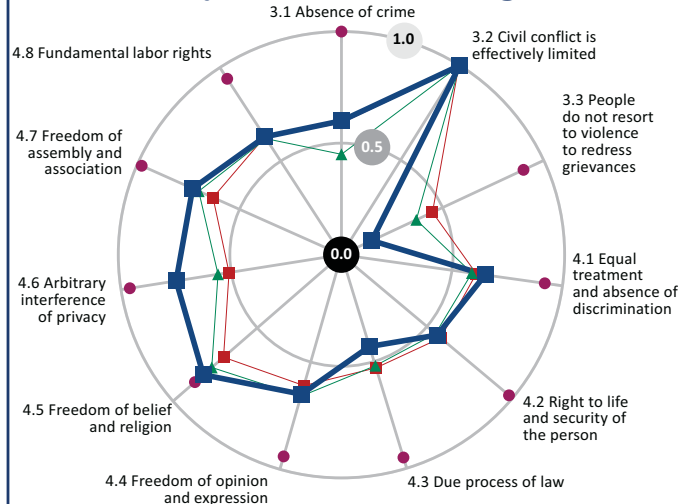 3.1 Absence of crime
1.0
3.2 Civil conflict is
effectively limited
4.8 Fundamental labor rights
3.3 People
do not resort
to violence
to redress
grievances
0.5
4.7 Freedom of
assembly and
association
0.0
4.1 Equal
treatment
and absence of
discrimination
4.6 Arbitrary
interference
of privacy
4.2 Right to life
and security of
the person
4.5 Freedom of belief
and religion
4.4 Freedom of opinion
and expression
4.3 Due process of law